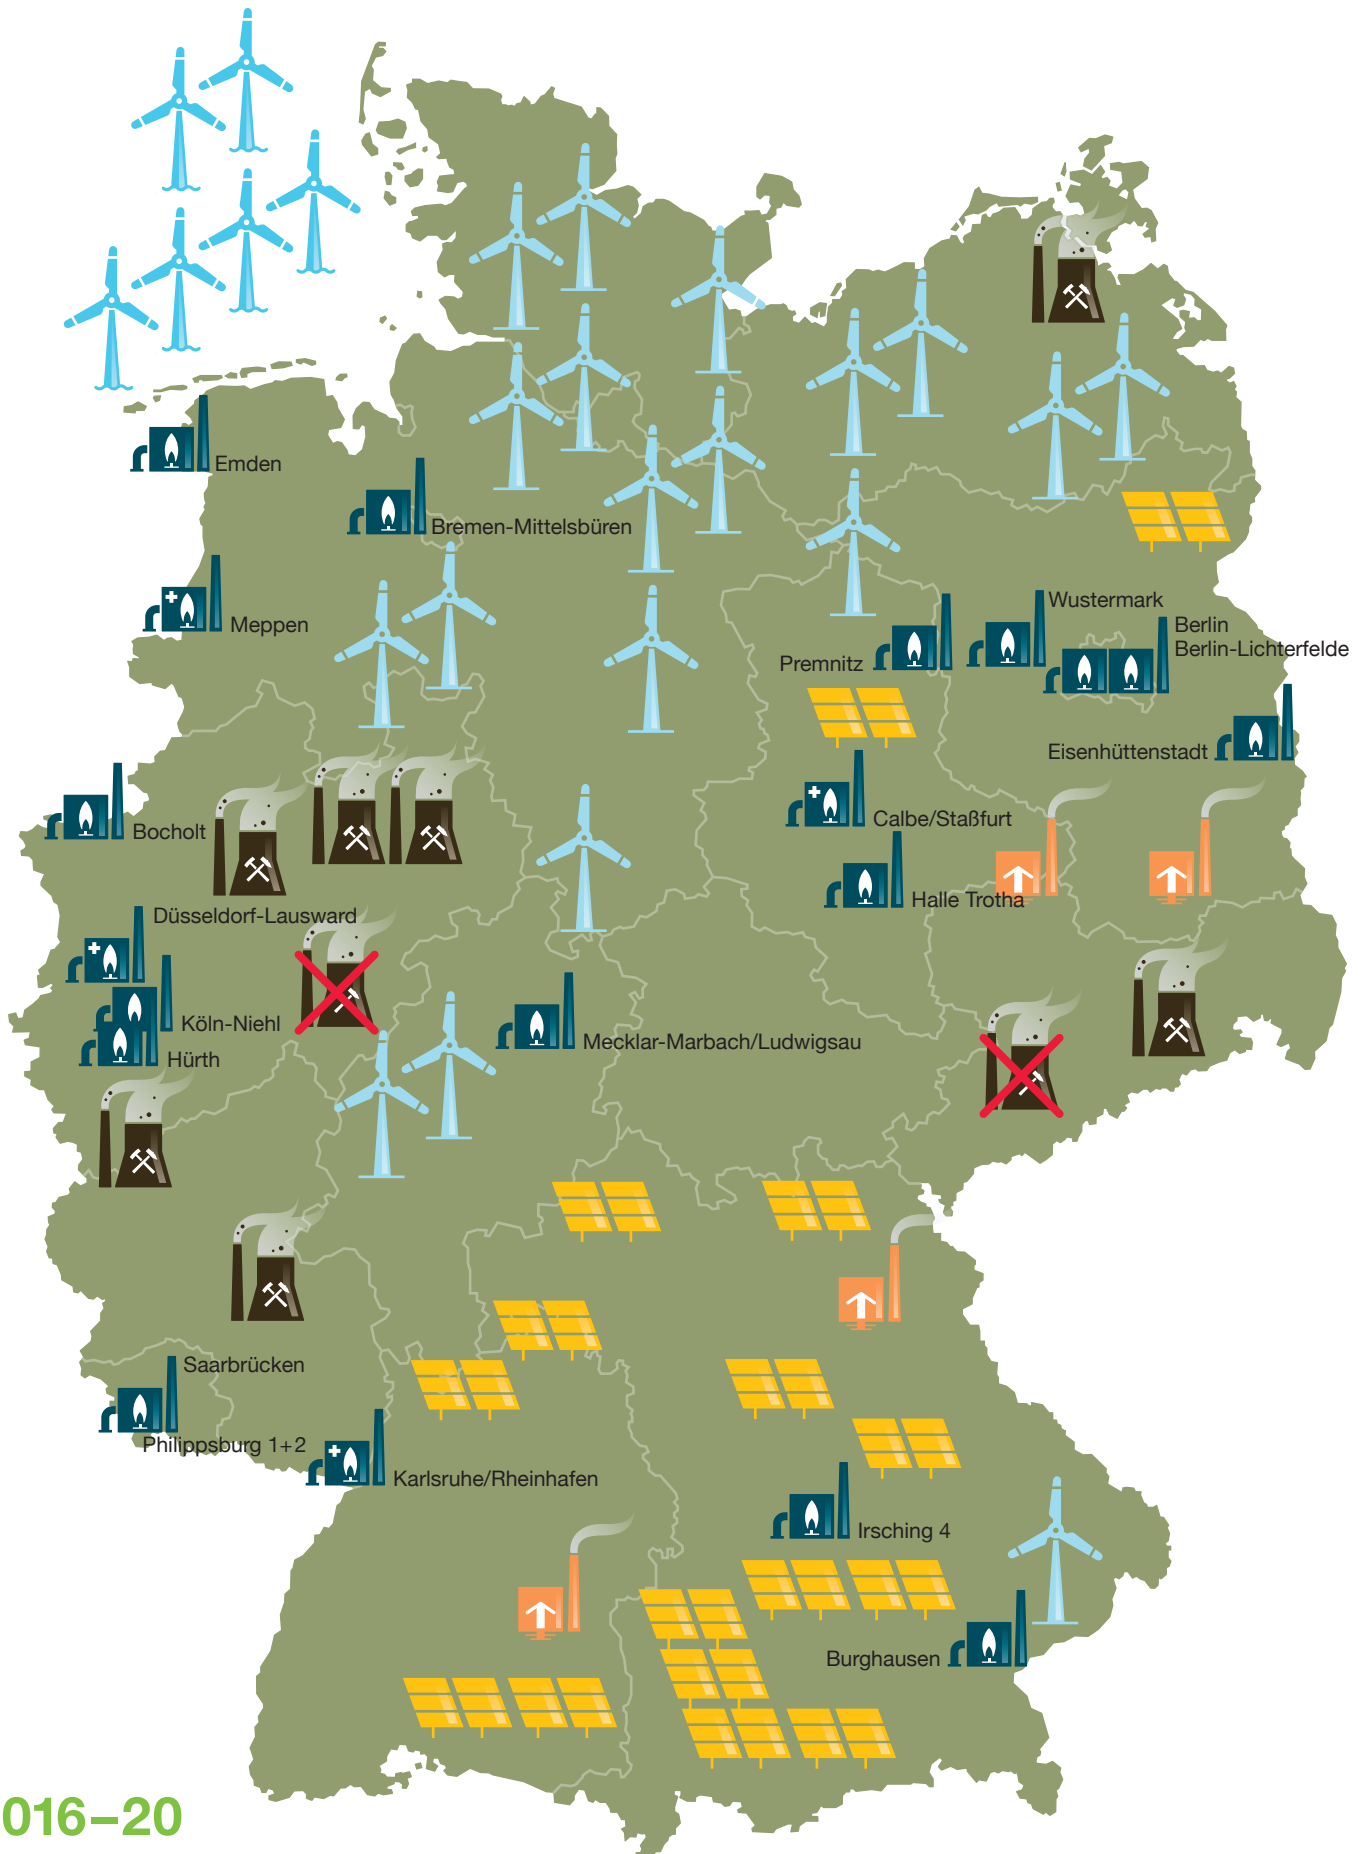 Emden
Bremen-Mittelsbüren
Meppen
Wustermark
Berlin
Berlin-Lichterfelde
Premnitz
Eisenhüttenstadt
Bocholt
Calbe/Staßfurt
Halle Trotha
Düsseldorf-Lausward
Köln-Niehl
Mecklar-Marbach/Ludwigsau
Hürth
Saarbrücken
Philippsburg 1+2
Karlsruhe/Rheinhafen
Irsching 4
Burghausen
016–20